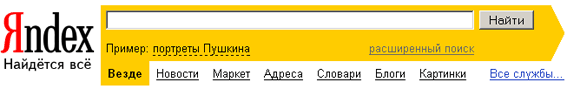 Яndex
Найдётся всё
Найти
Пример: портреты Пушкина
расширенный поиск
Везде Новости Маркет Адреса Словари Блоги Картинки Все службы...